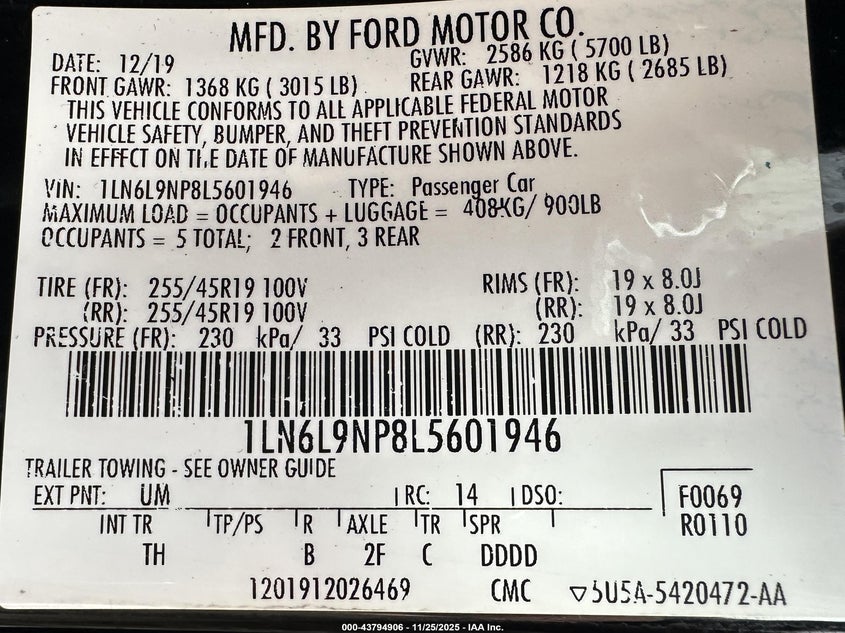 MFD. BY FORD MOTOR CO.
DATE: 12/19 GVWR: 2586 KG ( 5700 LB)
FRONT GAWR: 1368 KG ( 3015 LB) REAR GAWR: 1218 KG ( 2685 LB)
THIS VEHICLE CONFORMS TO ALL APPLICABLE FEDERAL MOTOR
VEHICLE SAFETY, BUMPER, AND THEFT PREVENTION STANDARDS
IN EFFECT ON THE DATE OF MANUFACTURE SHOWN ABOVE.
VIN: 1LN6L9NP8L5601946 TYPE: Passenger Car
MAXIMUM LOAD = OCCUPANTS + LUGGAGE = 408KG/ 900LB
OCCUPANTS = 5 TOTAL; 2 FRONT, 3 REAR
TIRE (FR): 255/45R19 100V RIMS (FR): 19 x 8.0J
(RR): 255/45R19 100V (RR): 19 x 8.0J
PRESSURE (FR): 230 kPa/ 33 PSI COLD (RR): 230 kPa/ 33 PSI COLD
1LN6L9NP8L5601946
TRAILER TOWING - SEE OWNER GUIDE
EXT PNT: UM RC: 14 DSO: F0069
INT TR TP/PS R AXLE TR SPR R0110
TH B 2F C DDDD
1201912026469 CMC ▽5U5A-5420472-AA
000-43794906 - 11/25/2025 - IAA Inc.